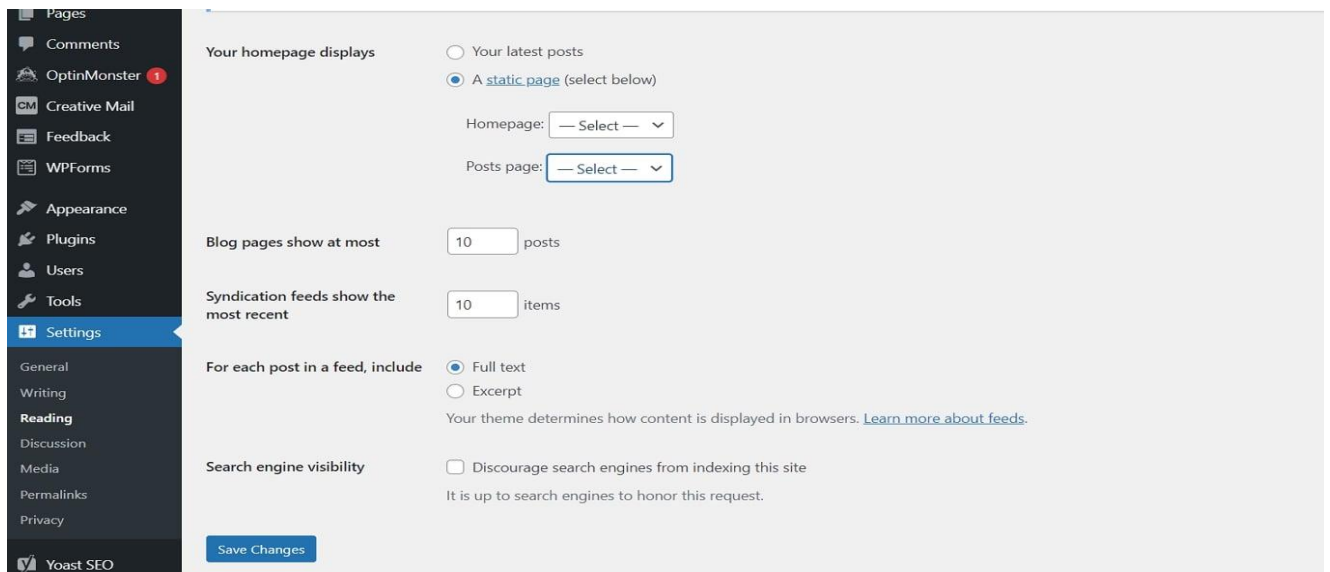 Pages
Comments
OptinMonster 1
CM Creative Mail
Feedback
WPForms
Appearance
Plugins
Users
Tools
Settings
General
Writing
Reading
Discussion
Media
Permalinks
Privacy
Yoast SEO
Your homepage displays
Your latest posts
A static page (select below)
Homepage: — Select —
Posts page: — Select —
Blog pages show at most 10 posts
Syndication feeds show the
most recent
10 items
For each post in a feed, include
Full text
Excerpt
Your theme determines how content is displayed in browsers. Learn more about feeds.
Search engine visibility
Discourage search engines from indexing this site
It is up to search engines to honor this request.
Save Changes